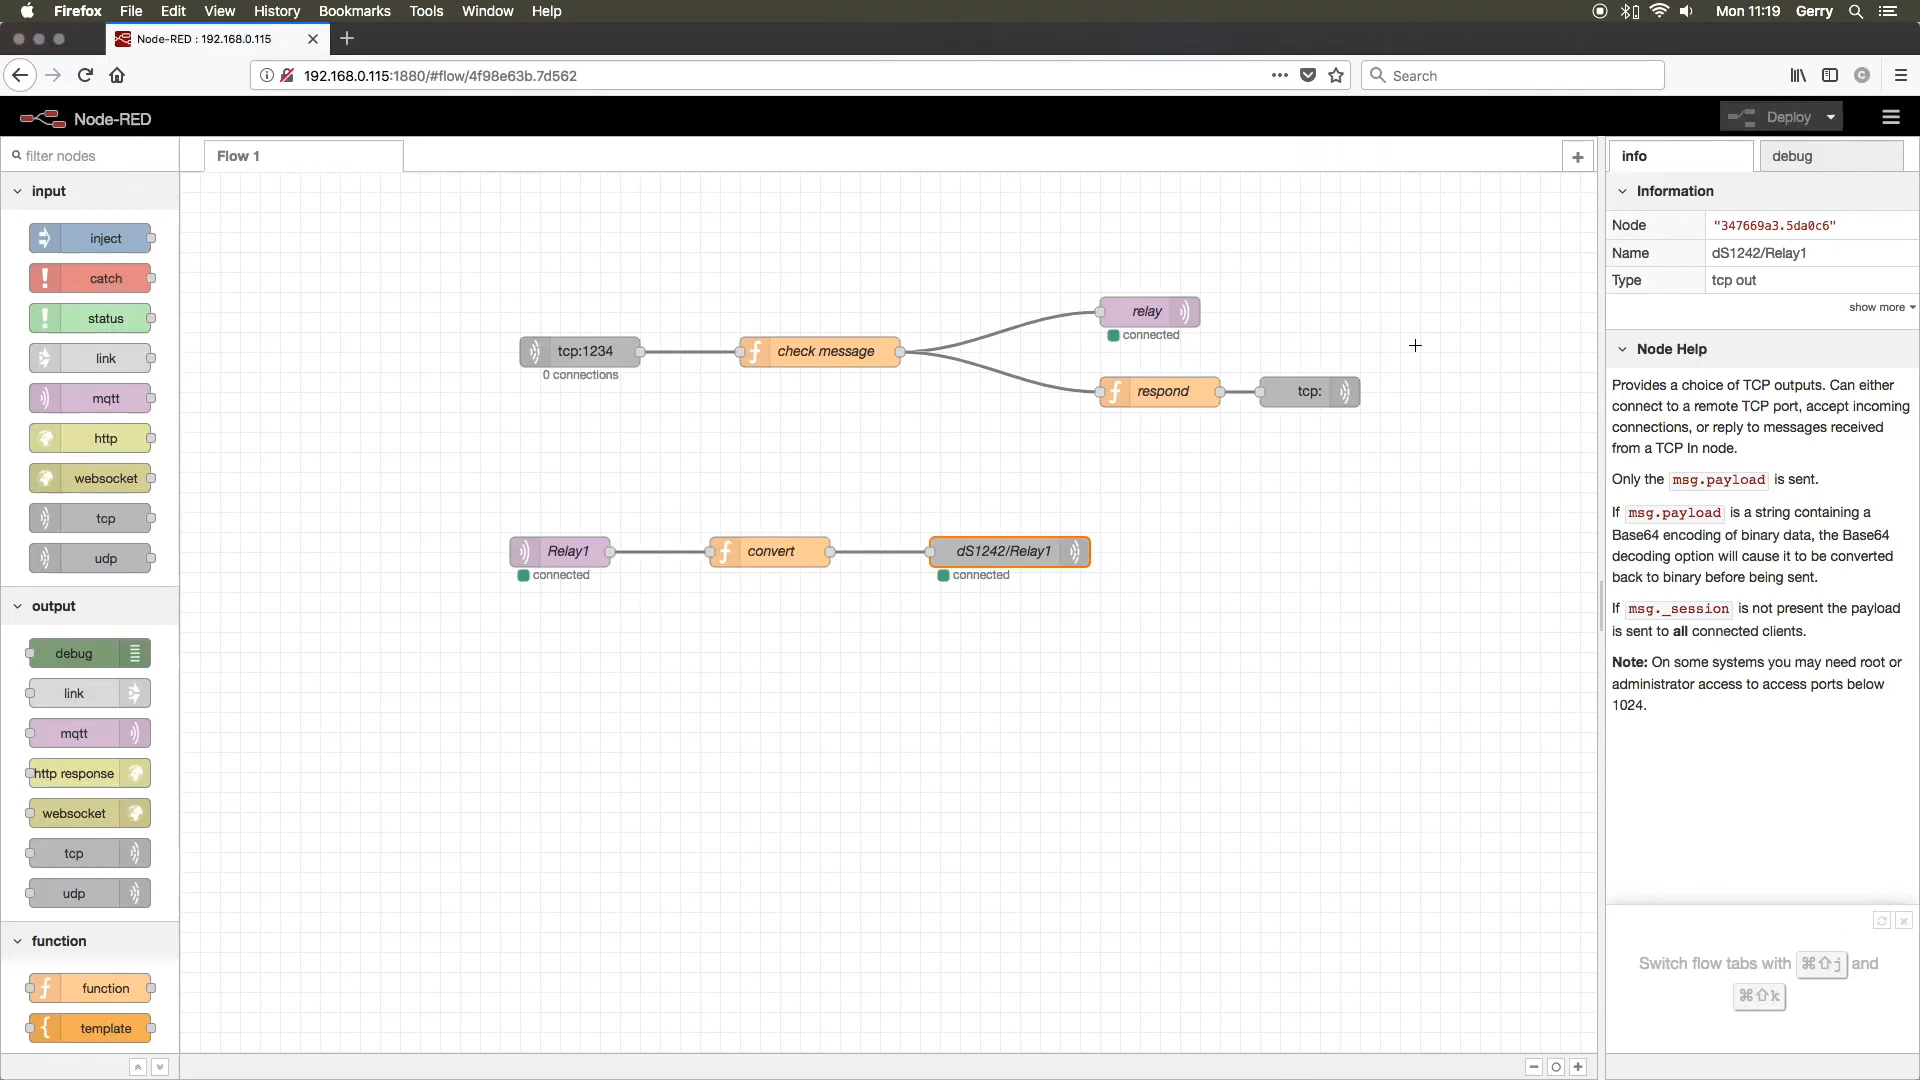 Firefox File Edit View History Bookmarks Tools Window Help Mon 11:19 Gerry
Node-RED : 192.168.0.115
192.168.0.115:1880/#flow/4f98e63b.7d562
Search
Node-RED
Deploy
filter nodes
Flow 1
info
debug
input
inject
catch
status
link
mqtt
http
websocket
tcp
udp
output
debug
link
mqtt
http response
websocket
tcp
udp
function
function
template
tcp:1234
0 connections
check message
relay
connected
respond
tcp:
Relay1
connected
convert
dS1242/Relay1
connected
Information
Node "347669a3.5da0c6"
Name dS1242/Relay1
Type tcp out
show more
Node Help
Provides a choice of TCP outputs. Can either
connect to a remote TCP port, accept incoming
connections, or reply to messages received
from a TCP In node.
Only the msg.payload is sent.
If msg.payload is a string containing a
Base64 encoding of binary data, the Base64
decoding option will cause it to be converted
back to binary before being sent.
If msg._session is not present the payload
is sent to all connected clients.
Note: On some systems you may need root or
administrator access to access ports below
1024.
Switch flow tabs with ⌘⇧j and
⌘⇧k